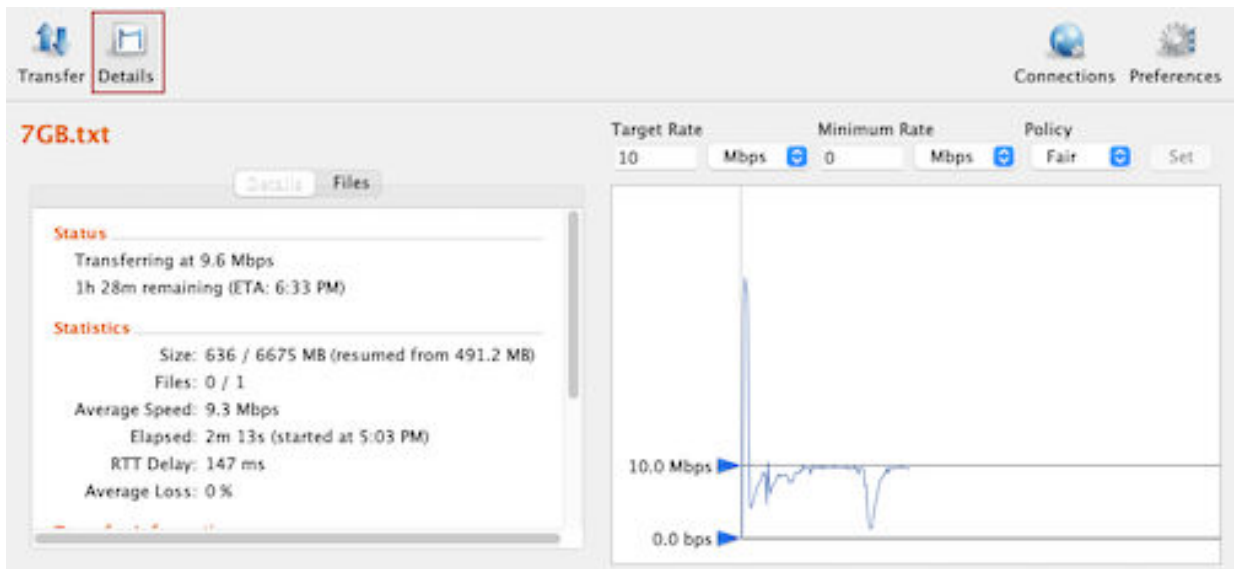 Transfer Details
Connections Preferences
7GB.txt
Details Files
Status
Transferring at 9.6 Mbps
1h 28m remaining (ETA: 6:33 PM)
Statistics
Size: 636 / 6675 MB (resumed from 491.2 MB)
Files: 0 / 1
Average Speed: 9.3 Mbps
Elapsed: 2m 13s (started at 5:03 PM)
RTT Delay: 147 ms
Average Loss: 0 %
Target Rate Minimum Rate Policy
10 Mbps 0 Mbps Fair Set
10.0 Mbps
0.0 bps